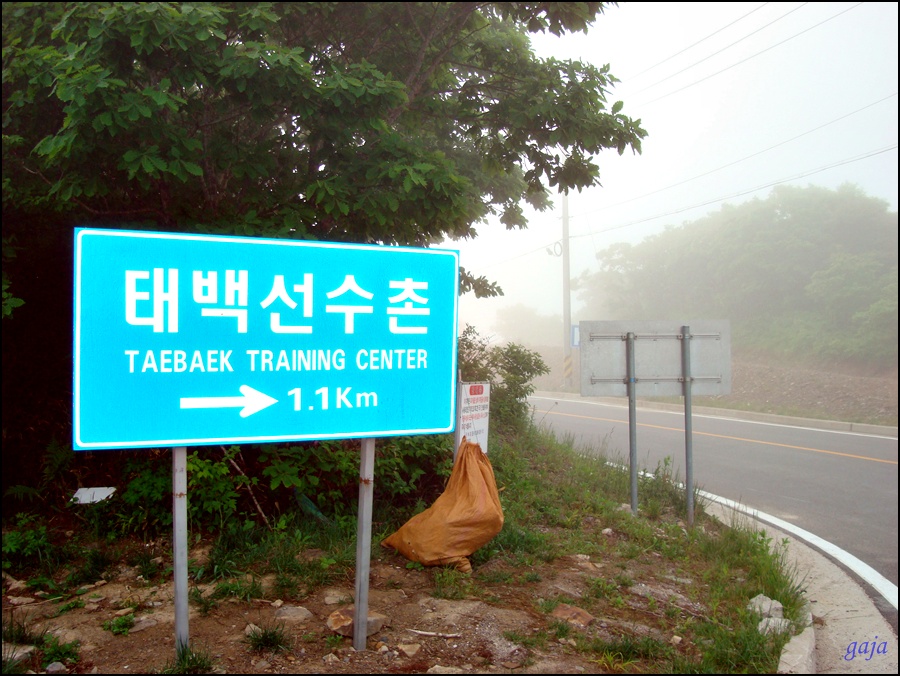 태백선수촌
TAEBAEK TRAINING CENTER
1.1Km
gaja